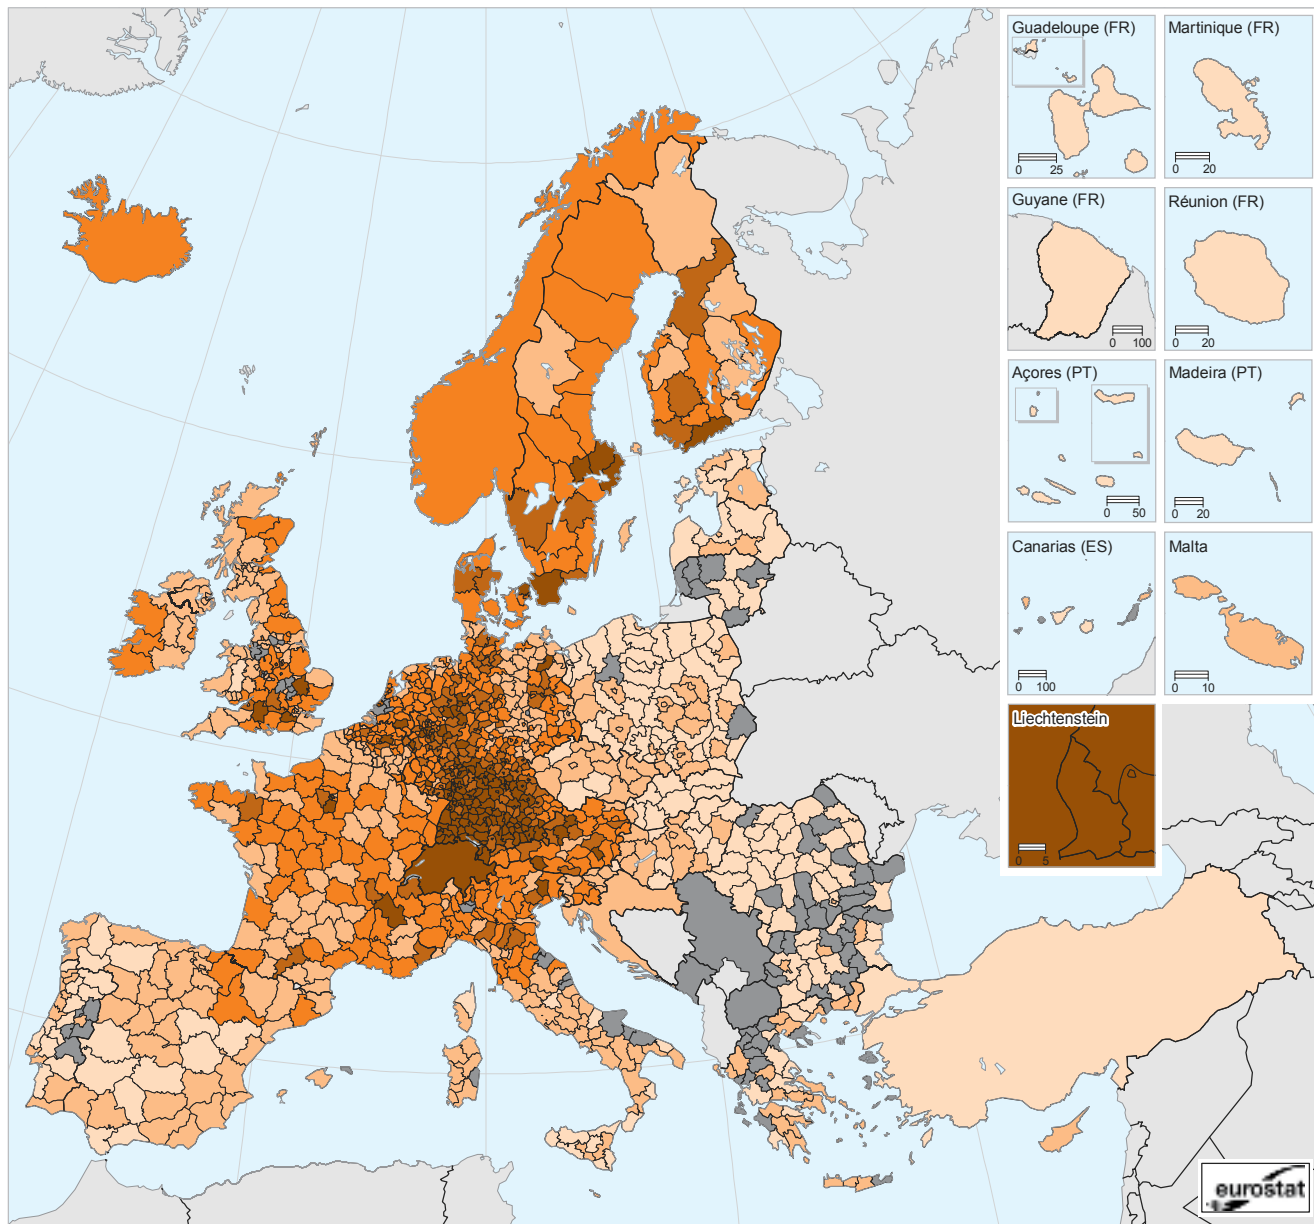 Guadeloupe (FR)
0 25
Martinique (FR)
0 20
Guyane (FR)
0 100
Réunion (FR)
0 20
Açores (PT)
0 50
Madeira (PT)
0 20
Canarias (ES)
0 100
Malta
0 10
Liechtenstein
0 5
eurostat